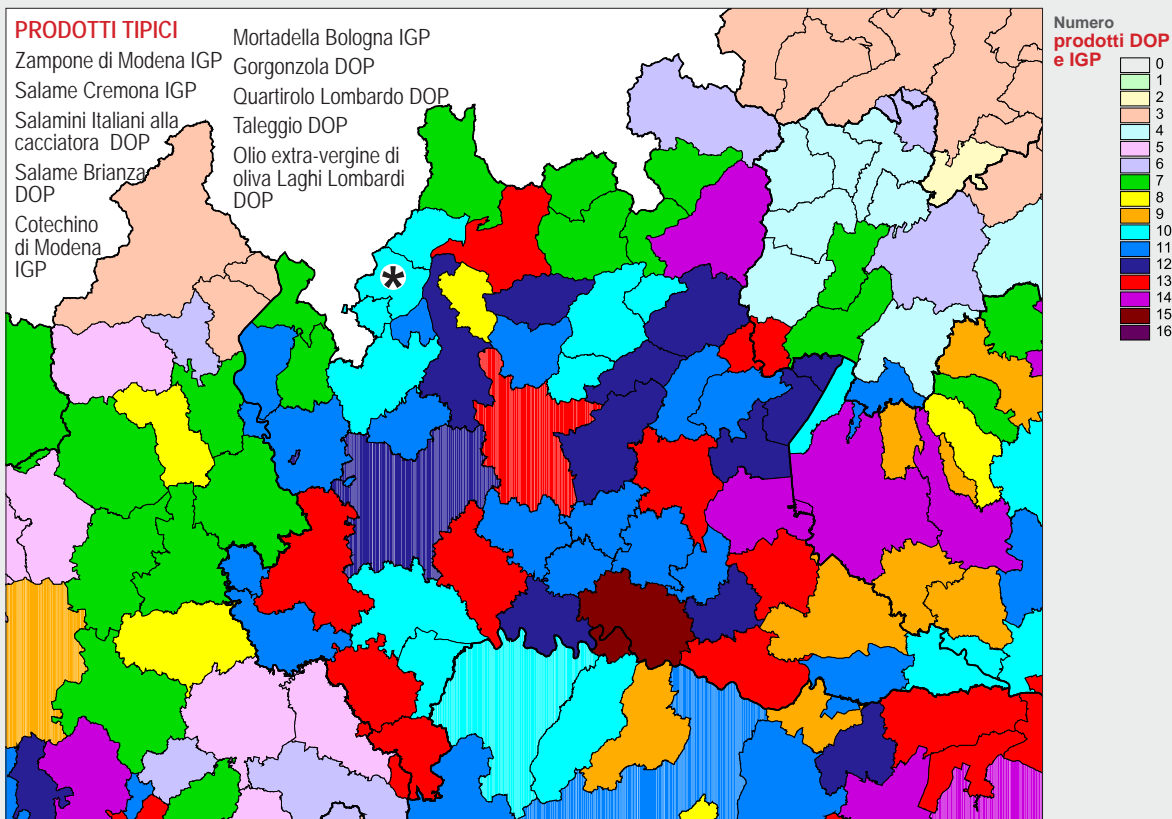 PRODOTTI TIPICI
Zampone di Modena IGP
Salame Cremona IGP
Salamini Italiani alla
cacciatora DOP
Salame Brianza
DOP
Cotechino
di Modena
IGP
Mortadella Bologna IGP
Gorgonzola DOP
Quartirolo Lombardo DOP
Taleggio DOP
Olio extra-vergine di
oliva Laghi Lombardi
DOP
*
Numero
prodotti DOP
e IGP
0
1
2
3
4
5
6
7
8
9
10
11
12
13
14
15
16